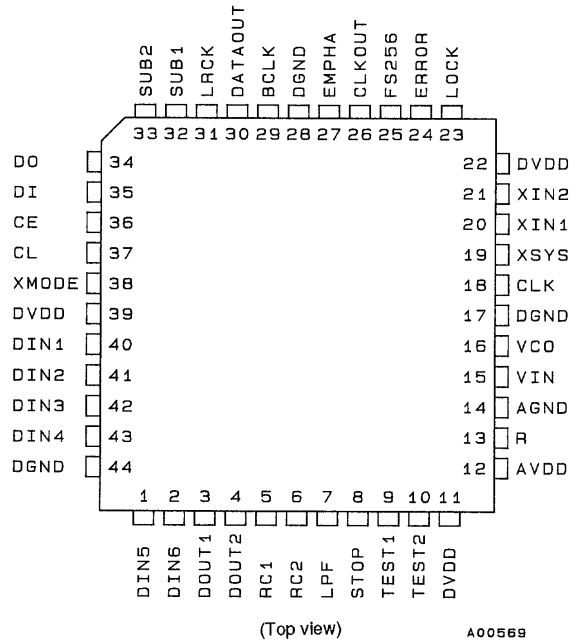 SUB2 SUB1 LRCK DATAOUT BCLK DGND EMPHA CLKOUT FS256 ERROR LOCK
33 32 31 30 29 28 27 26 25 24 23
DO 34 22 DVDD
DI 35 21 XIN2
CE 36 20 XIN1
CL 37 19 XSYS
XMODE 38 18 CLK
DVDD 39 17 DGND
DIN1 40 16 VCO
DIN2 41 15 VIN
DIN3 42 14 AGND
DIN4 43 13 R
DGND 44 12 AVDD
1 2 3 4 5 6 7 8 9 10 11
DIN5 DIN6 DOUT1 DOUT2 RC1 RC2 LPF STOP TEST1 TEST2 DVDD
(Top view) A00569